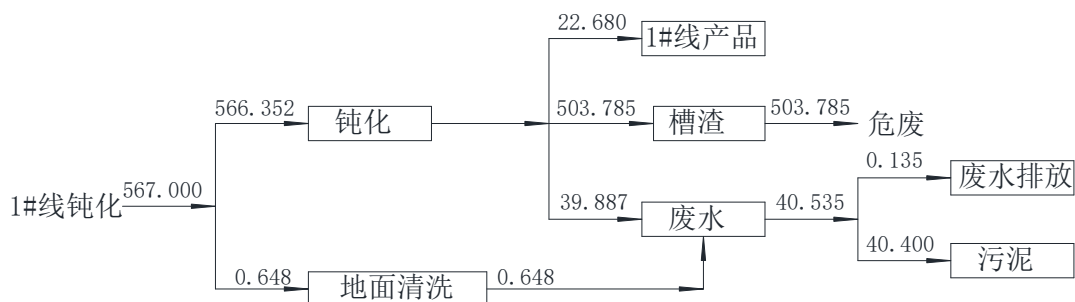 22.680
1#线产品
566.352
钝化
503.785
槽渣
503.785
危废
0.135
废水排放
1#线钝化
567.000
39.887
废水
40.535
40.400
污泥
0.648
地面清洗
0.648